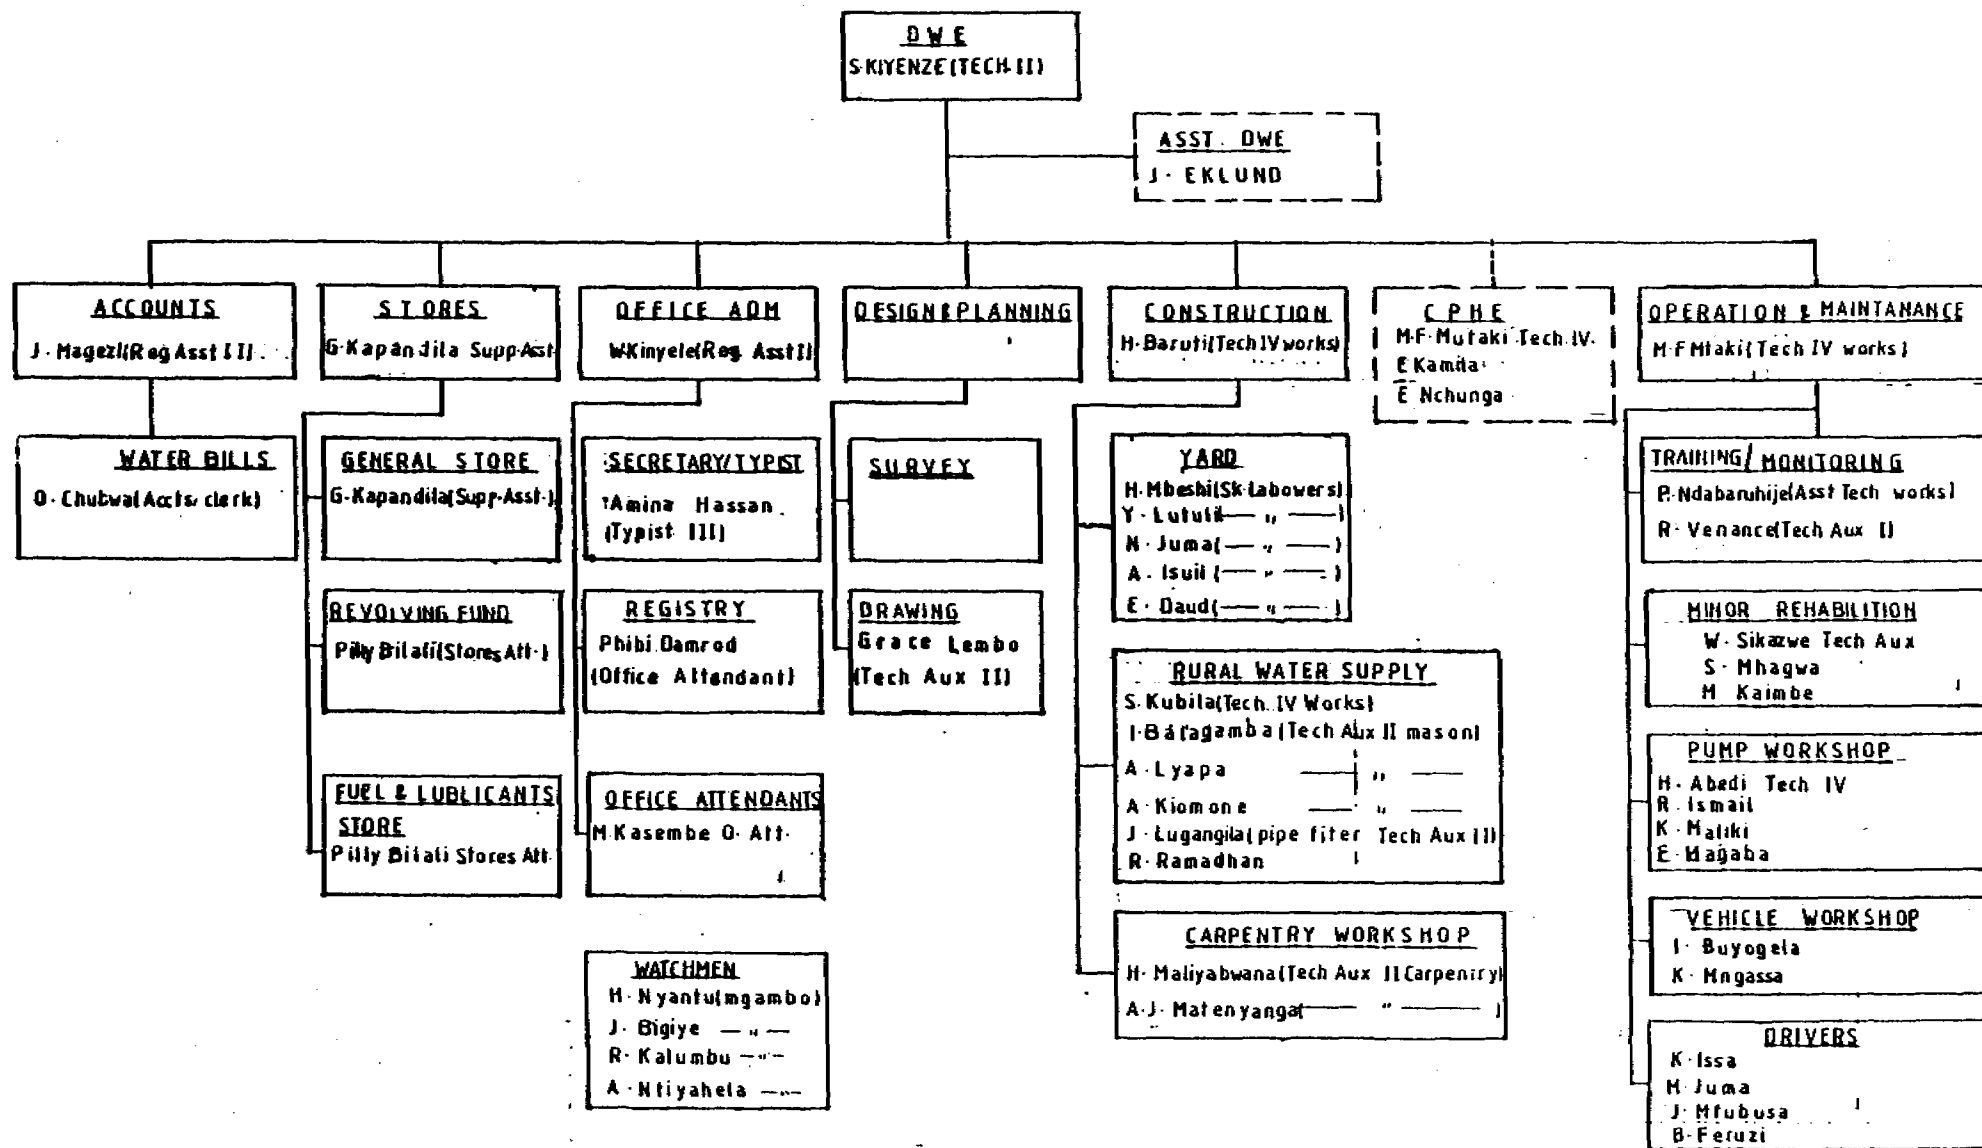 DWE
S·KIYENZE(TECH·II)
ASST. DWE
J· EKLUND
ACCOUNTS
J·Magezi(Reg Asst III)
STORES
G·Kapandila Supp·Asst·
OFFICE ADM
W·Kinyele(Reg. Asst I)
DESIGN & PLANNING
CONSTRUCTION
H·Baruti(Tech IV works)
C P H E
M·F·Mutaki Tech IV·
E Kamila
E Nchunga
OPERATION & MAINTANANCE
M·F Mtaki(Tech IV works)
WATER BILLS
O·Chubwa(Accts clerk)
GENERAL STORE
G·Kapandila(Supp·Asst·)
REVOLVING FUND
Pilly Bilali(Stores Att·)
FUEL & LUBLICANTS
STORE
Pilly Bilali Stores Att·
SECRETARY/TYPIST
Amina Hassan
(Typist III)
REGISTRY
Phibi Damrod
(Office Attendant)
OFFICE ATTENDANTS
M·Kasembe O·Att·
WATCHMEN
H·Nyantu(mgambo)
J·Bigiye — „ —
R·Kalumbu — „ —
A·Ntiyahela — „ —
SURVEY
DRAWING
Grace Lembo
(Tech Aux II)
YARD
H·Mbeshi(Sk·Labowers)
Y·Lutuli(— „ —)
N·Juma(— „ —)
A·Isuil(— „ —)
E·Daud(— „ —)
RURAL WATER SUPPLY
S·Kubila(Tech. IV Works)
I·Baragamba(Tech Aux II mason)
A·Lyapa — „ —
A·Kiomone — „ —
J·Lugangila(pipe fiter Tech Aux II)
R·Ramadhan
CARPENTRY WORKSHOP
H·Maliyabwana(Tech Aux II Carpentry)
A·J·Matenyanga(— „ —)
TRAINING/MONITORING
P·Ndabaruhije(Asst Tech works)
R·Venance(Tech Aux I)
MINOR REHABILITION
W·Sikazwe Tech Aux
S·Mhagwa
M Kaimbe
PUMP WORKSHOP
H·Abedi Tech IV
R·Ismail
K·Maliki
E·Magaba
VEHICLE WORKSHOP
I·Buyogela
K·Mngassa
DRIVERS
K·Issa
H·Juma
J·Mfubusa
B·Feruzi